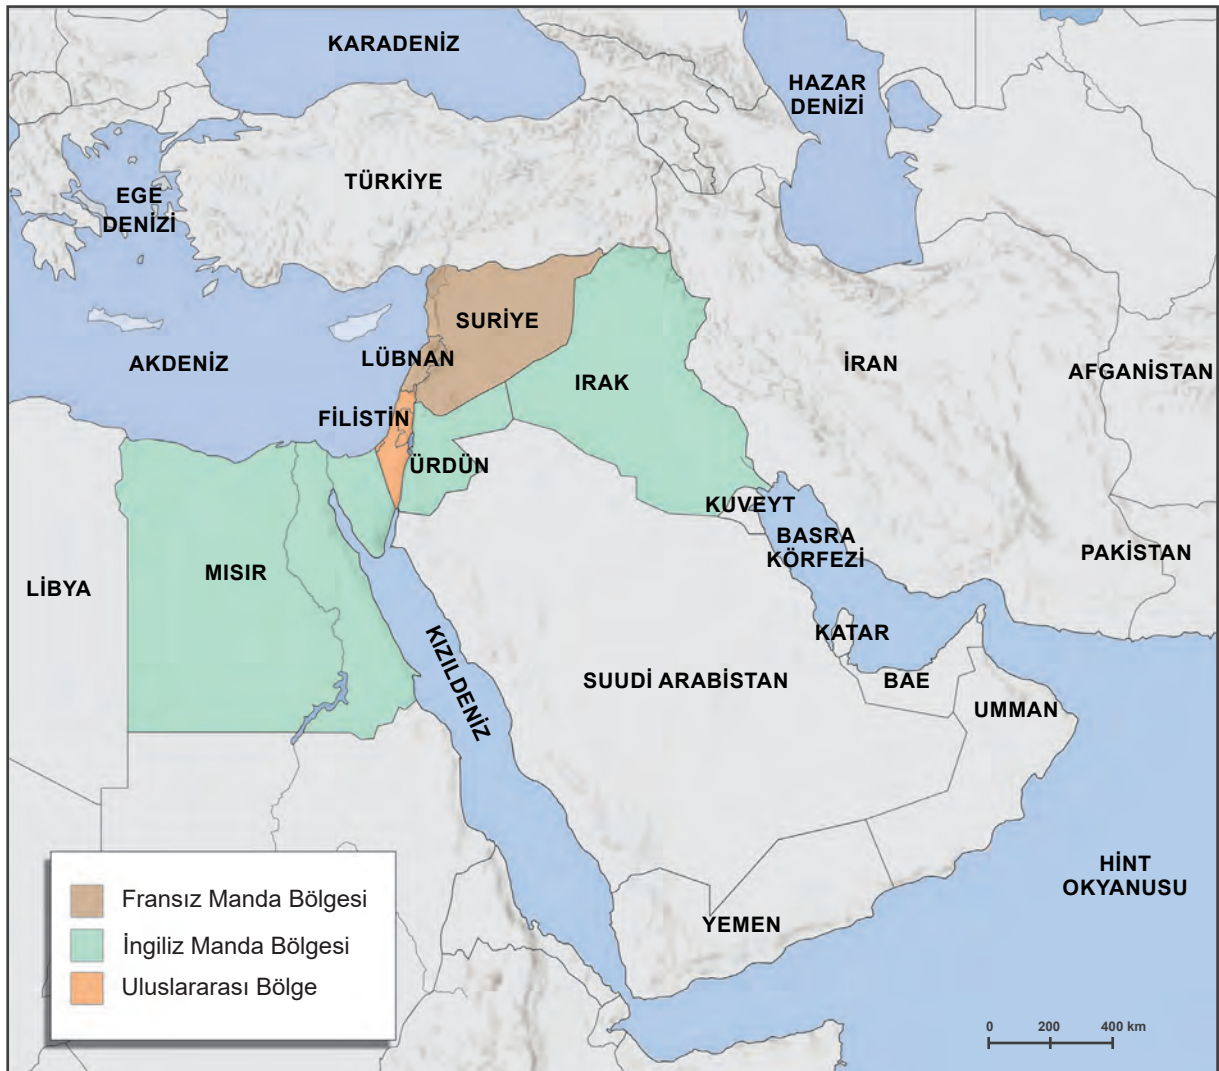 KARADENİZ
HAZAR
DENİZİ
TÜRKİYE
EGE
DENİZİ
SURİYE
LÜBNAN
AKDENİZ
IRAK
İRAN
AFGANİSTAN
FİLİSTİN
ÜRDÜN
KUVEYT
BASRA
KÖRFEZİ
PAKİSTAN
MISIR
LİBYA
KATAR
KIZILDENİZ
SUUDİ ARABİSTAN
BAE
UMMAN
HİNT
OKYANUSU
YEMEN
Fransız Manda Bölgesi
İngiliz Manda Bölgesi
Uluslararası Bölge
0 200 400 km